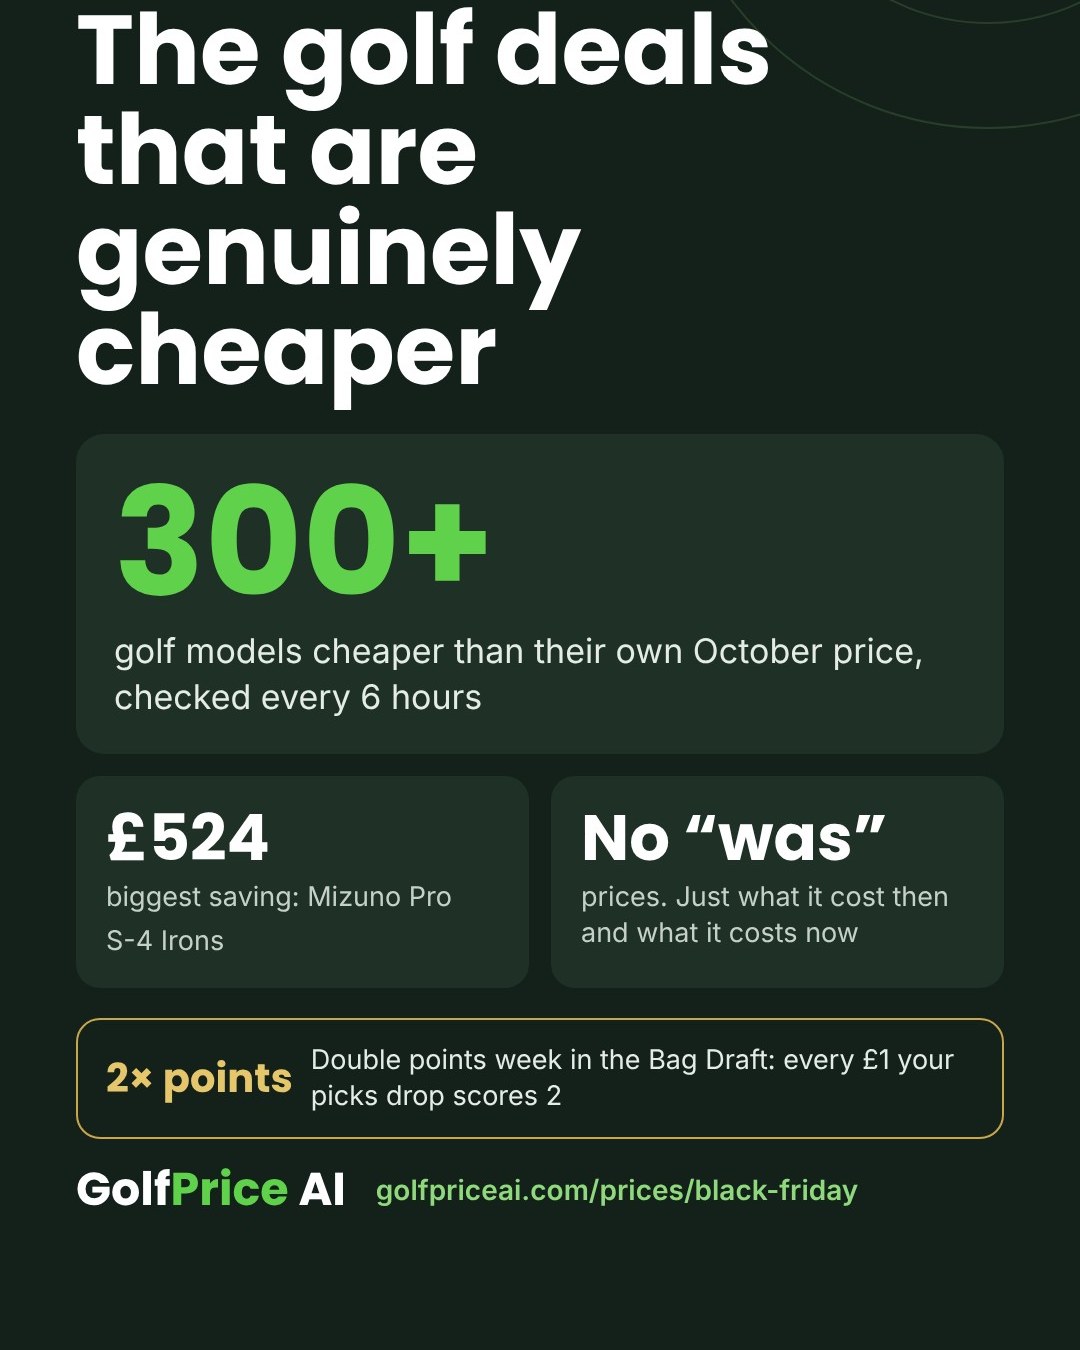 The golf deals
that are
genuinely
cheaper
300+
golf models cheaper than their own October price,
checked every 6 hours
£524
biggest saving: Mizuno Pro
S-4 Irons
No “was”
prices. Just what it cost then
and what it costs now
2× points
Double points week in the Bag Draft: every £1 your
picks drop scores 2
GolfPrice AI
golfpriceai.com/prices/black-friday